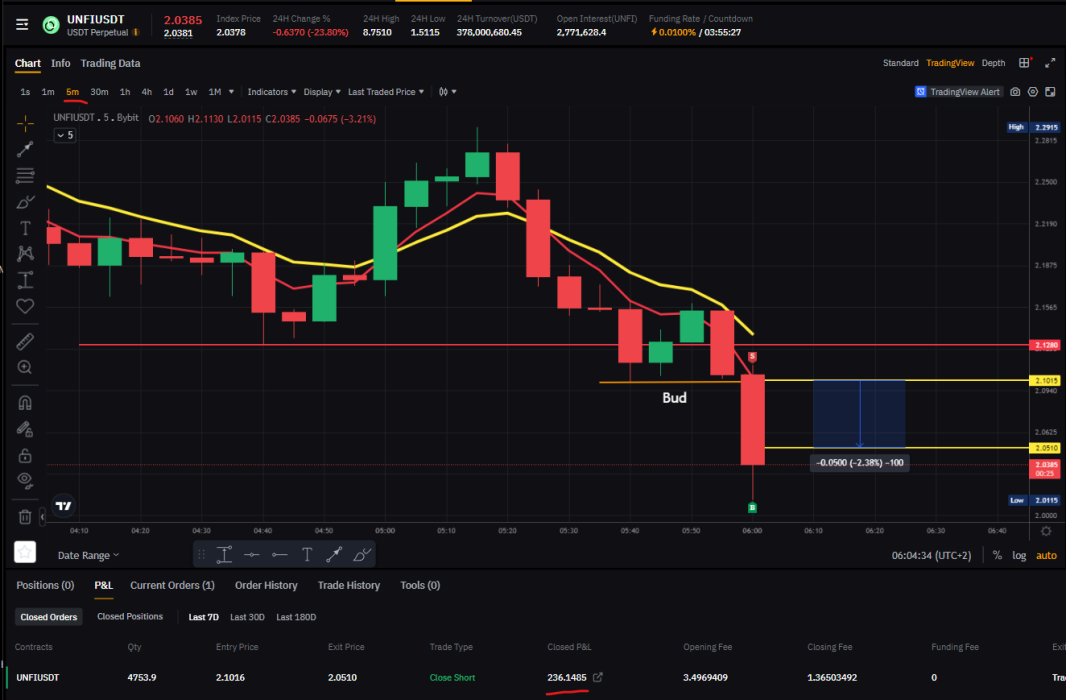 UNFIUSDT
USDT Perpetual
2.0385
2.0381
Index Price
2.0378
24H Change %
-0.6370 (-23.80%)
24H High
8.7510
24H Low
1.5115
24H Turnover(USDT)
378,000,680.45
Open Interest(UNFI)
2,771,628.4
Funding Rate / Countdown
0.0100% / 03:55:27
Chart Info Trading Data
Standard TradingView Depth
1s 1m 5m 30m 1h 4h 1d 1w 1M Indicators Display Last Traded Price
TradingView Alert
UNFIUSDT · 5 · Bybit O2.1060 H2.1130 L2.0115 C2.0385 -0.0675 (-3.21%)
5
High 2.2915
2.2815
2.2500
2.2190
2.1875
2.1565
2.1280
S
2.1015
2.0940
Bud
2.0625
2.0510
-0.0500 (-2.38%) -100
2.0385
00:25
Low 2.0115
B
2.0000
04:10 04:20 04:30 04:40 04:50 05:00 05:10 05:20 05:30 05:40 05:50 06:00 06:10 06:20 06:30 06:40
Date Range
06:04:34 (UTC+2) % log auto
Positions (0) P&L Current Orders (1) Order History Trade History Tools (0)
Closed Orders Closed Positions Last 7D Last 30D Last 180D
Contracts Qty Entry Price Exit Price Trade Type Closed P&L Opening Fee Closing Fee Funding Fee Exi
UNFIUSDT 4753.9 2.1016 2.0510 Close Short 236.1485 3.4969409 1.36503492 0 Tra